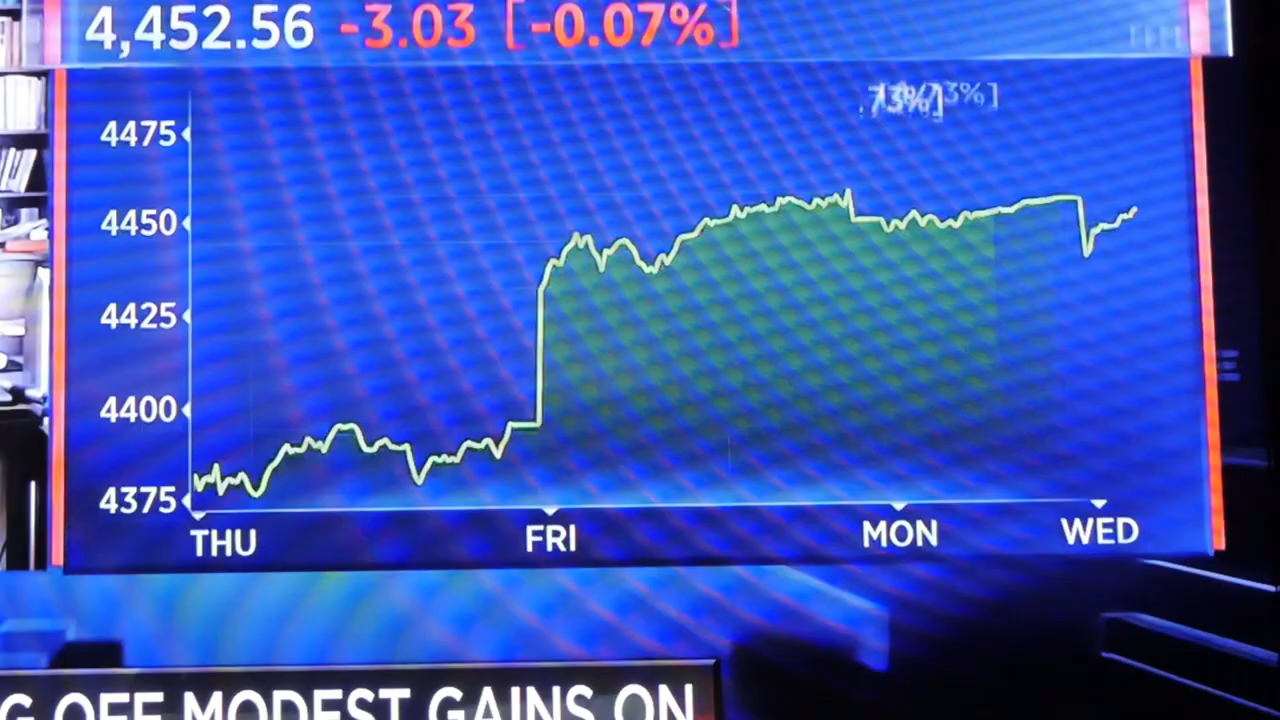 4,452.56 -3.03 [-0.07%]
4475
4450
4425
4400
4375
THU FRI MON WED
G OFF MODEST GAINS ON